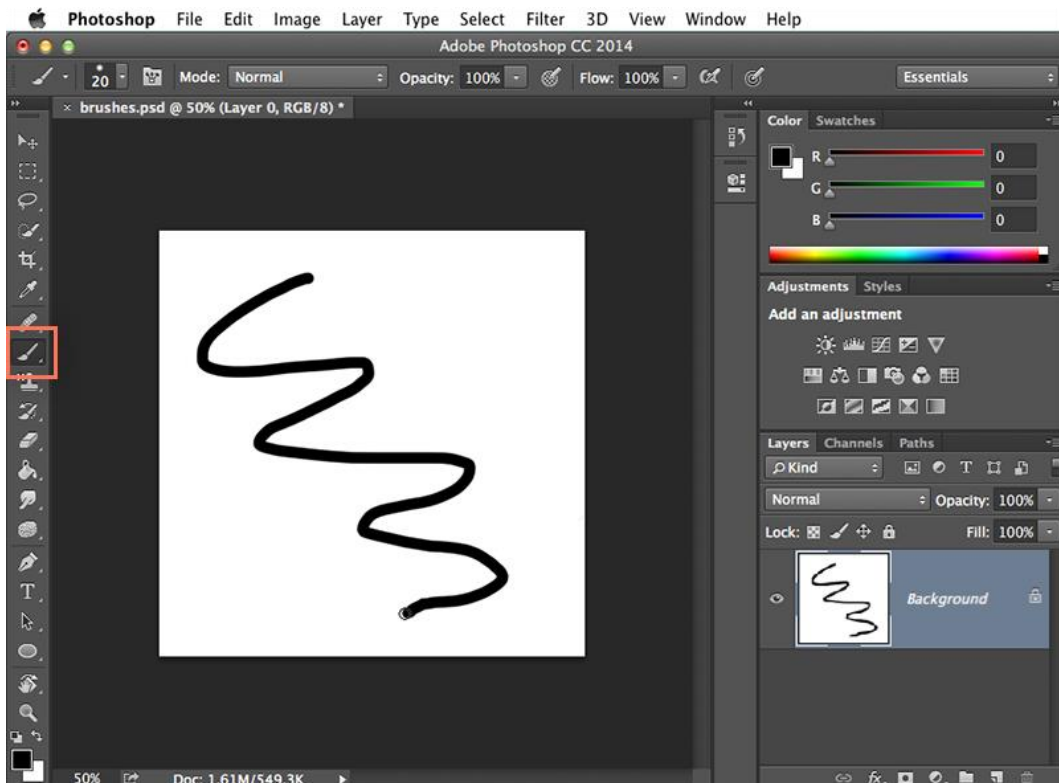 Photoshop File Edit Image Layer Type Select Filter 3D View Window Help
Adobe Photoshop CC 2014
20 Mode: Normal Opacity: 100% Flow: 100% Essentials
× brushes.psd @ 50% (Layer 0, RGB/8) *
Color Swatches
R 0
G 0
B 0
Adjustments Styles
Add an adjustment
Layers Channels Paths
Kind T
Normal Opacity: 100%
Lock: Fill: 100%
Background
T
50% Doc: 1.61M/549.3K
fx